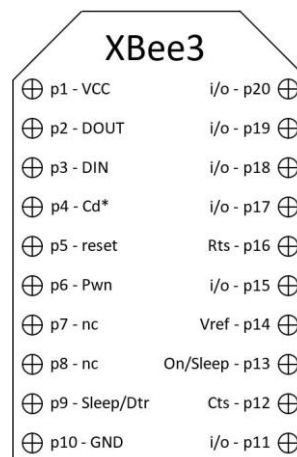 XBee3
p1 - VCC i/o - p20
p2 - DOUT i/o - p19
p3 - DIN i/o - p18
p4 - Cd* i/o - p17
p5 - reset Rts - p16
p6 - Pwn i/o - p15
p7 - nc Vref - p14
p8 - nc On/Sleep - p13
p9 - Sleep/Dtr Cts - p12
p10 - GND i/o - p11